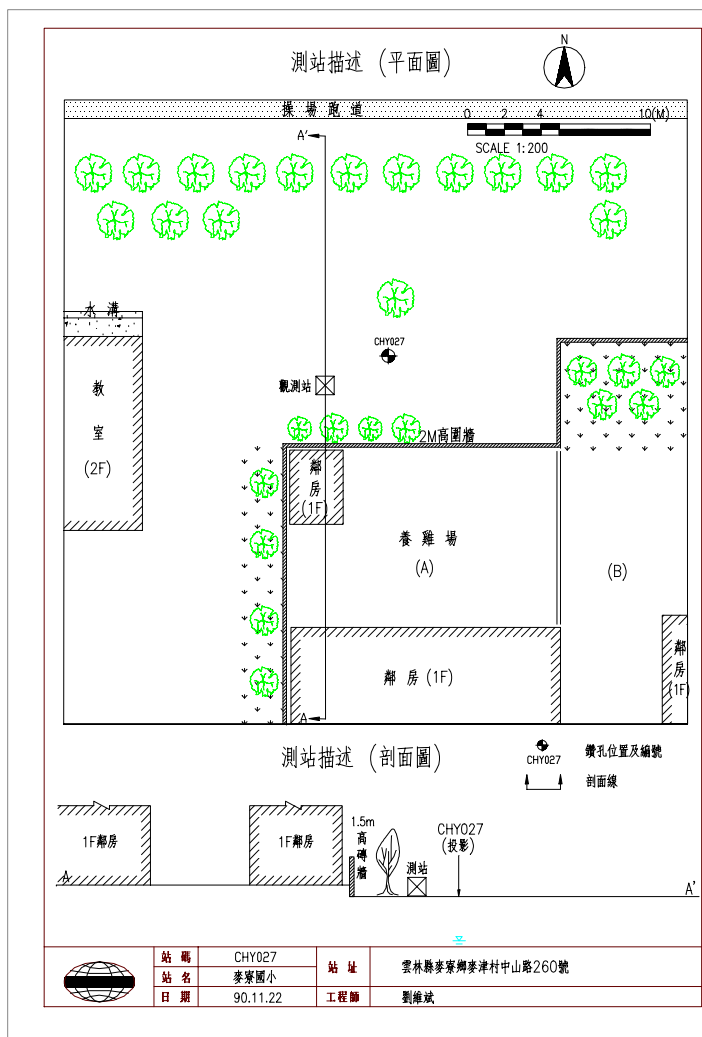 測站描述 (平面圖)
N
操場跑道
0 2 4 10(M)
SCALE 1:200
A'
水溝
教室
(2F)
CHY027
觀測站
2M高圍牆
鄰房
(1F)
養雞場
(A)
(B)
鄰房(1F)
鄰房
(1F)
A
測站描述 (剖面圖)
CHY027
鑽孔位置及編號
剖面線
1F鄰房
1F鄰房
1.5m
高磚牆
測站
CHY027
(投影)
A
A'
站碼 CHY027
站名 麥寮國小
日期 90.11.22
站址 雲林縣麥寮鄉麥津村中山路260號
工程師 劉維斌